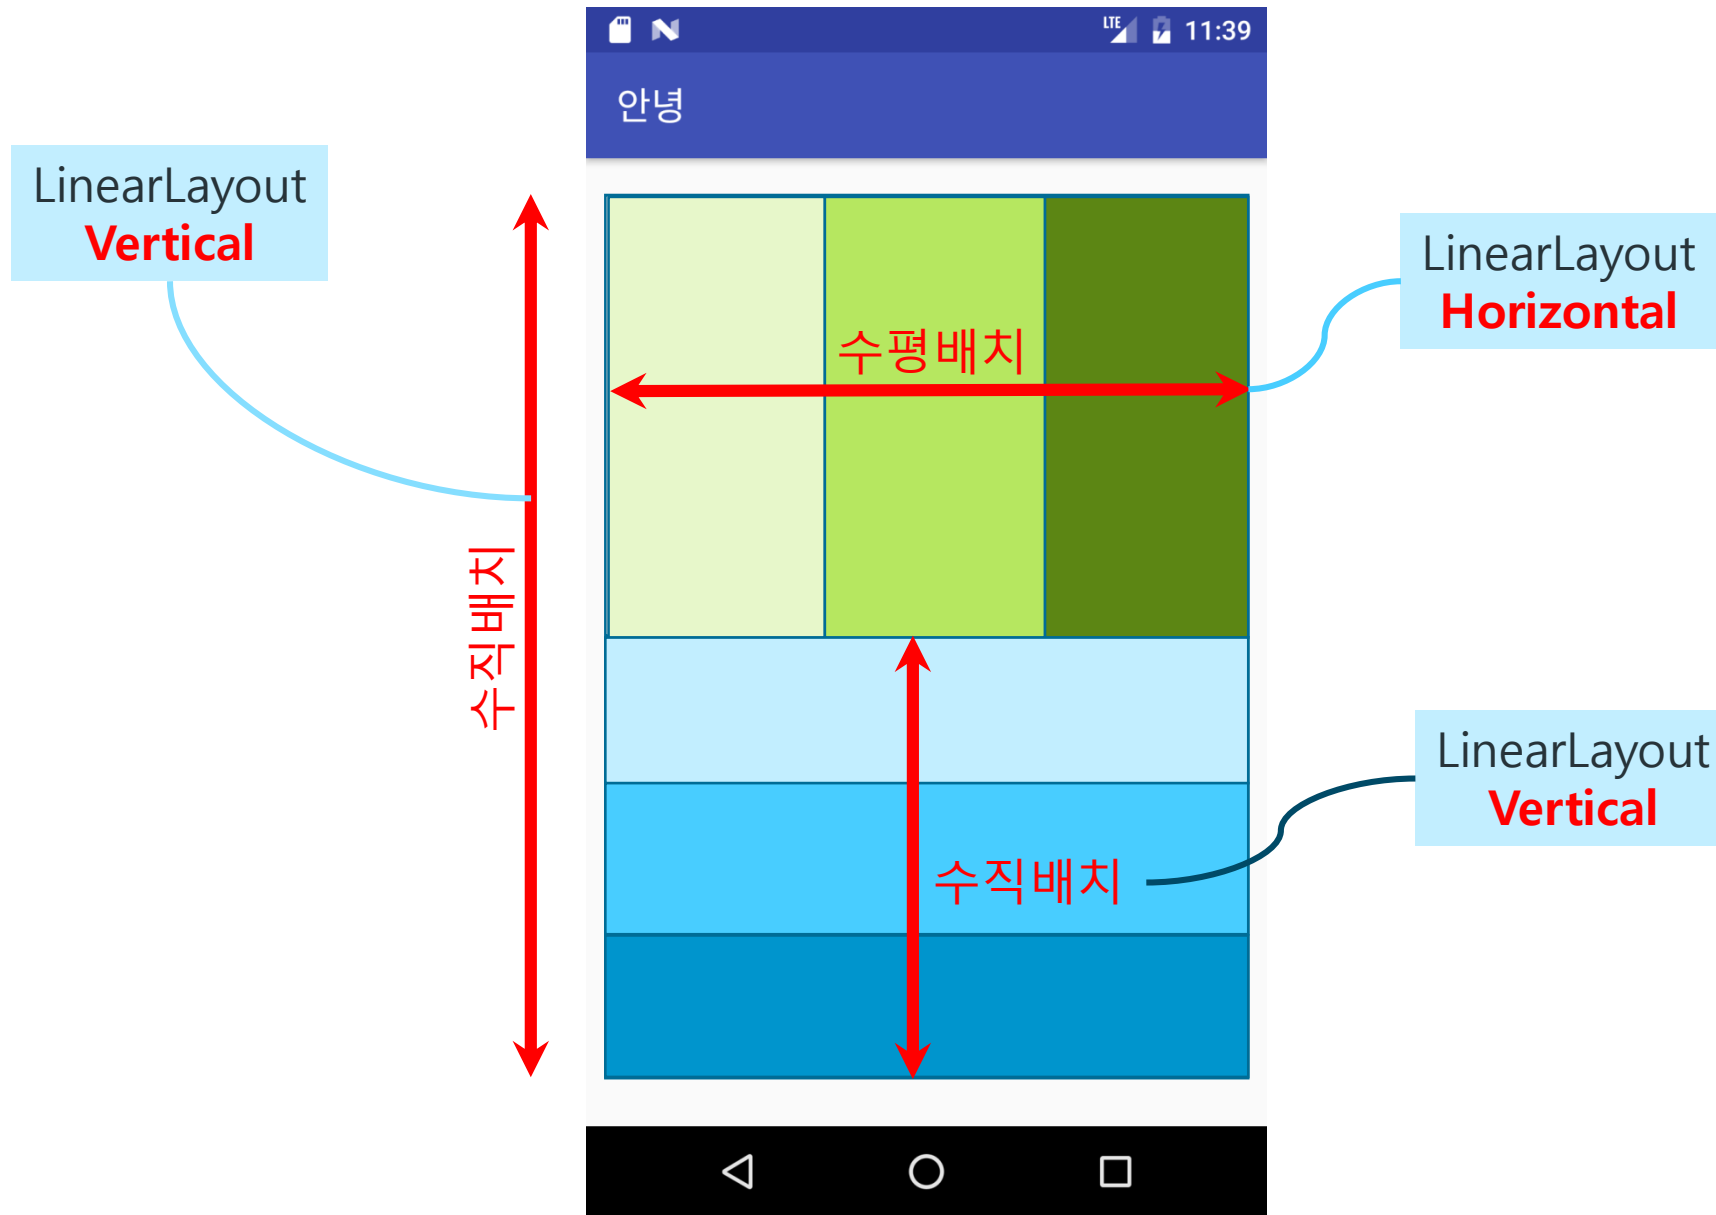 LTE 11:39
안녕
LinearLayout
Vertical
LinearLayout
Horizontal
수평배치
수직배치
LinearLayout
Vertical
수직배치